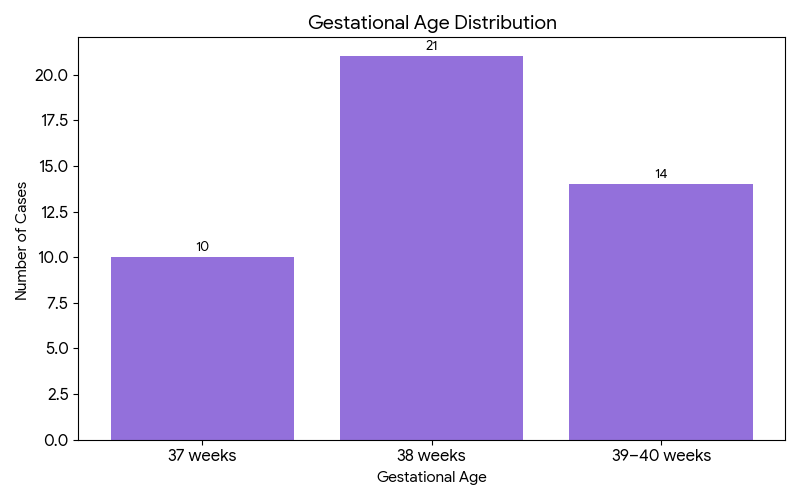 Gestational Age Distribution
21
20.0
17.5
15.0
14
12.5
10.0
10
7.5
5.0
2.5
0.0
Number of Cases
37 weeks
38 weeks
39–40 weeks
Gestational Age